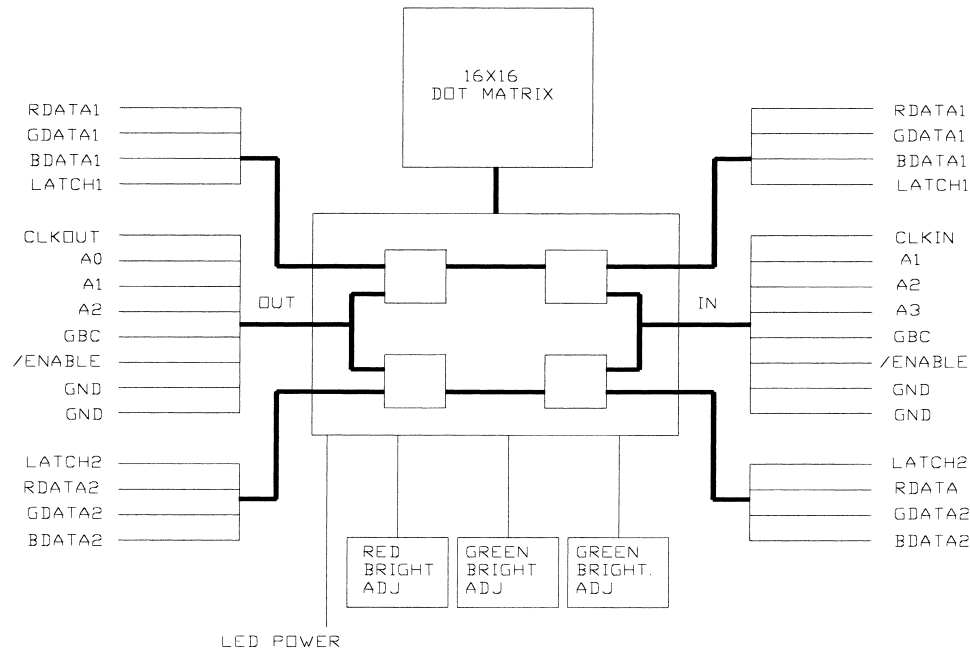 16X16
DOT MATRIX
RDATA1
GDATA1
BDATA1
LATCH1
CLKOUT
A0
A1
A2
GBC
/ENABLE
GND
GND
LATCH2
RDATA2
GDATA2
BDATA2
OUT
IN
RDATA1
GDATA1
BDATA1
LATCH1
CLKIN
A1
A2
A3
GBC
/ENABLE
GND
GND
LATCH2
RDATA
GDATA2
BDATA2
RED
BRIGHT
ADJ
GREEN
BRIGHT
ADJ
GREEN
BRIGHT.
ADJ
LED POWER